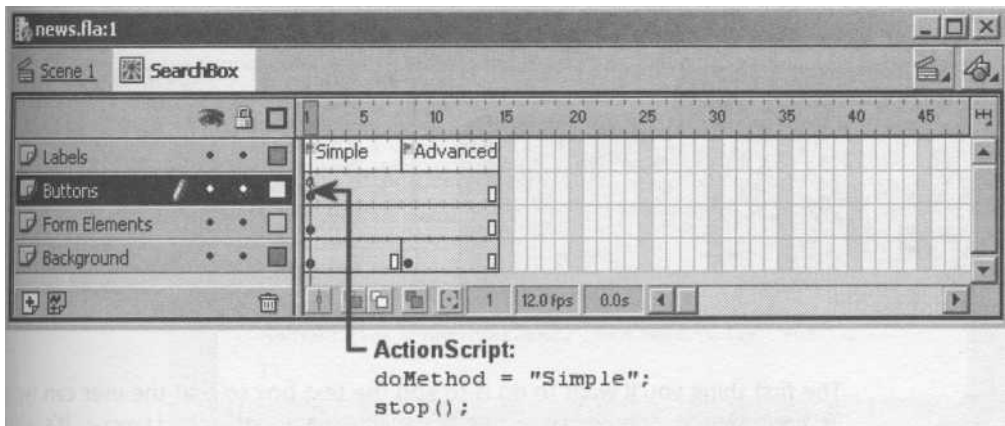 news.fla:1
Scene 1 SearchBox
1 5 10 15 20 25 30 35 40 45
Labels Simple Advanced
Buttons
Form Elements
Background
1 12.0 fps 0.0s
ActionScript:
doMethod = "Simple";
stop();